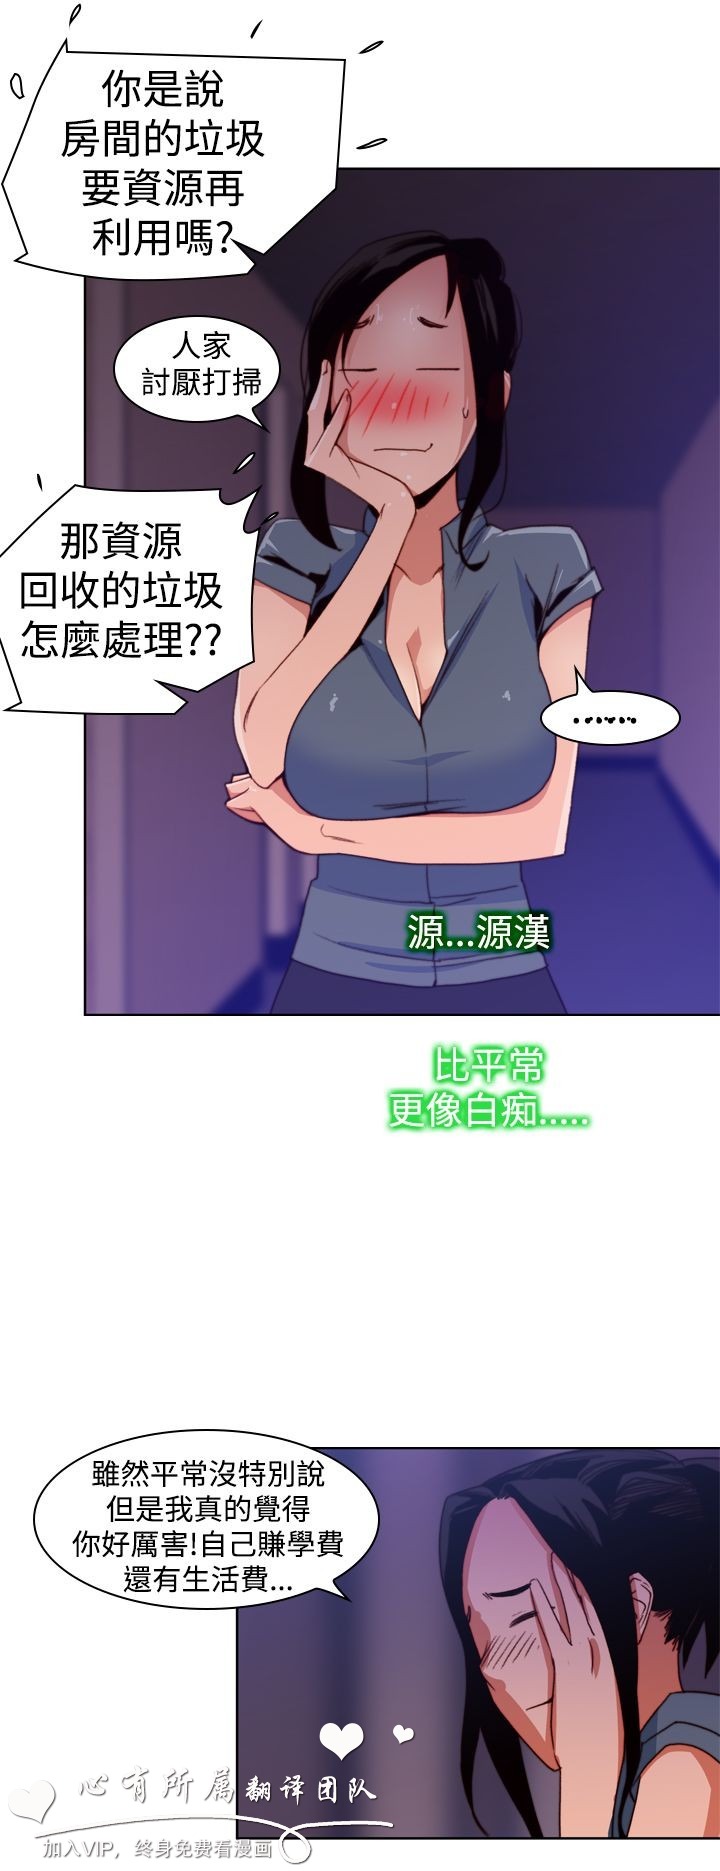 你是說
房間的垃圾
要資源再
利用嗎?
人家
討厭打掃
那資源
回收的垃圾
怎麼處理??
......
源...源漢
比平常
更像白痴.....
雖然平常沒特別說
但是我真的覺得
你好厲害!自己賺學費
還有生活費...
心有所属翻译团队
加入VIP，终身免费看漫画